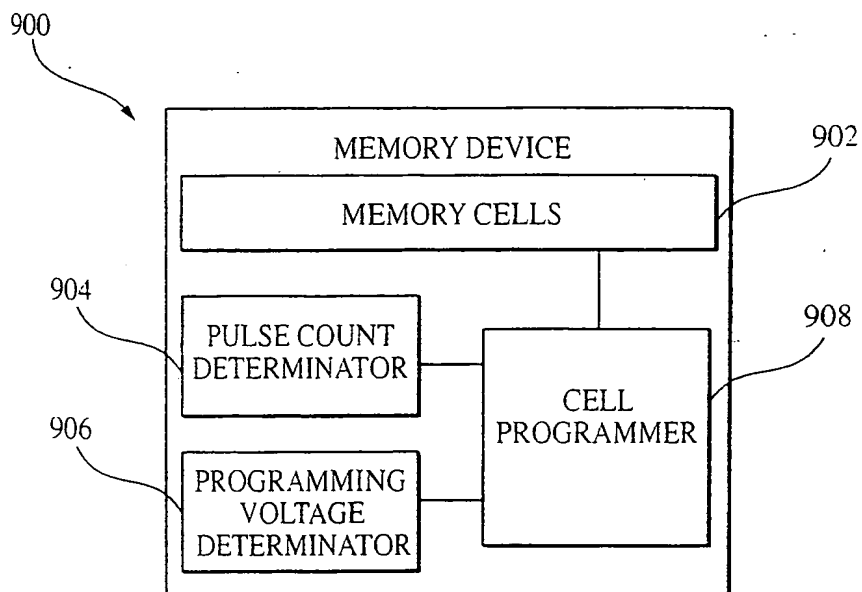 900
MEMORY DEVICE
902
MEMORY CELLS
904
PULSE COUNT
DETERMINATOR
908
CELL
PROGRAMMER
906
PROGRAMMING
VOLTAGE
DETERMINATOR